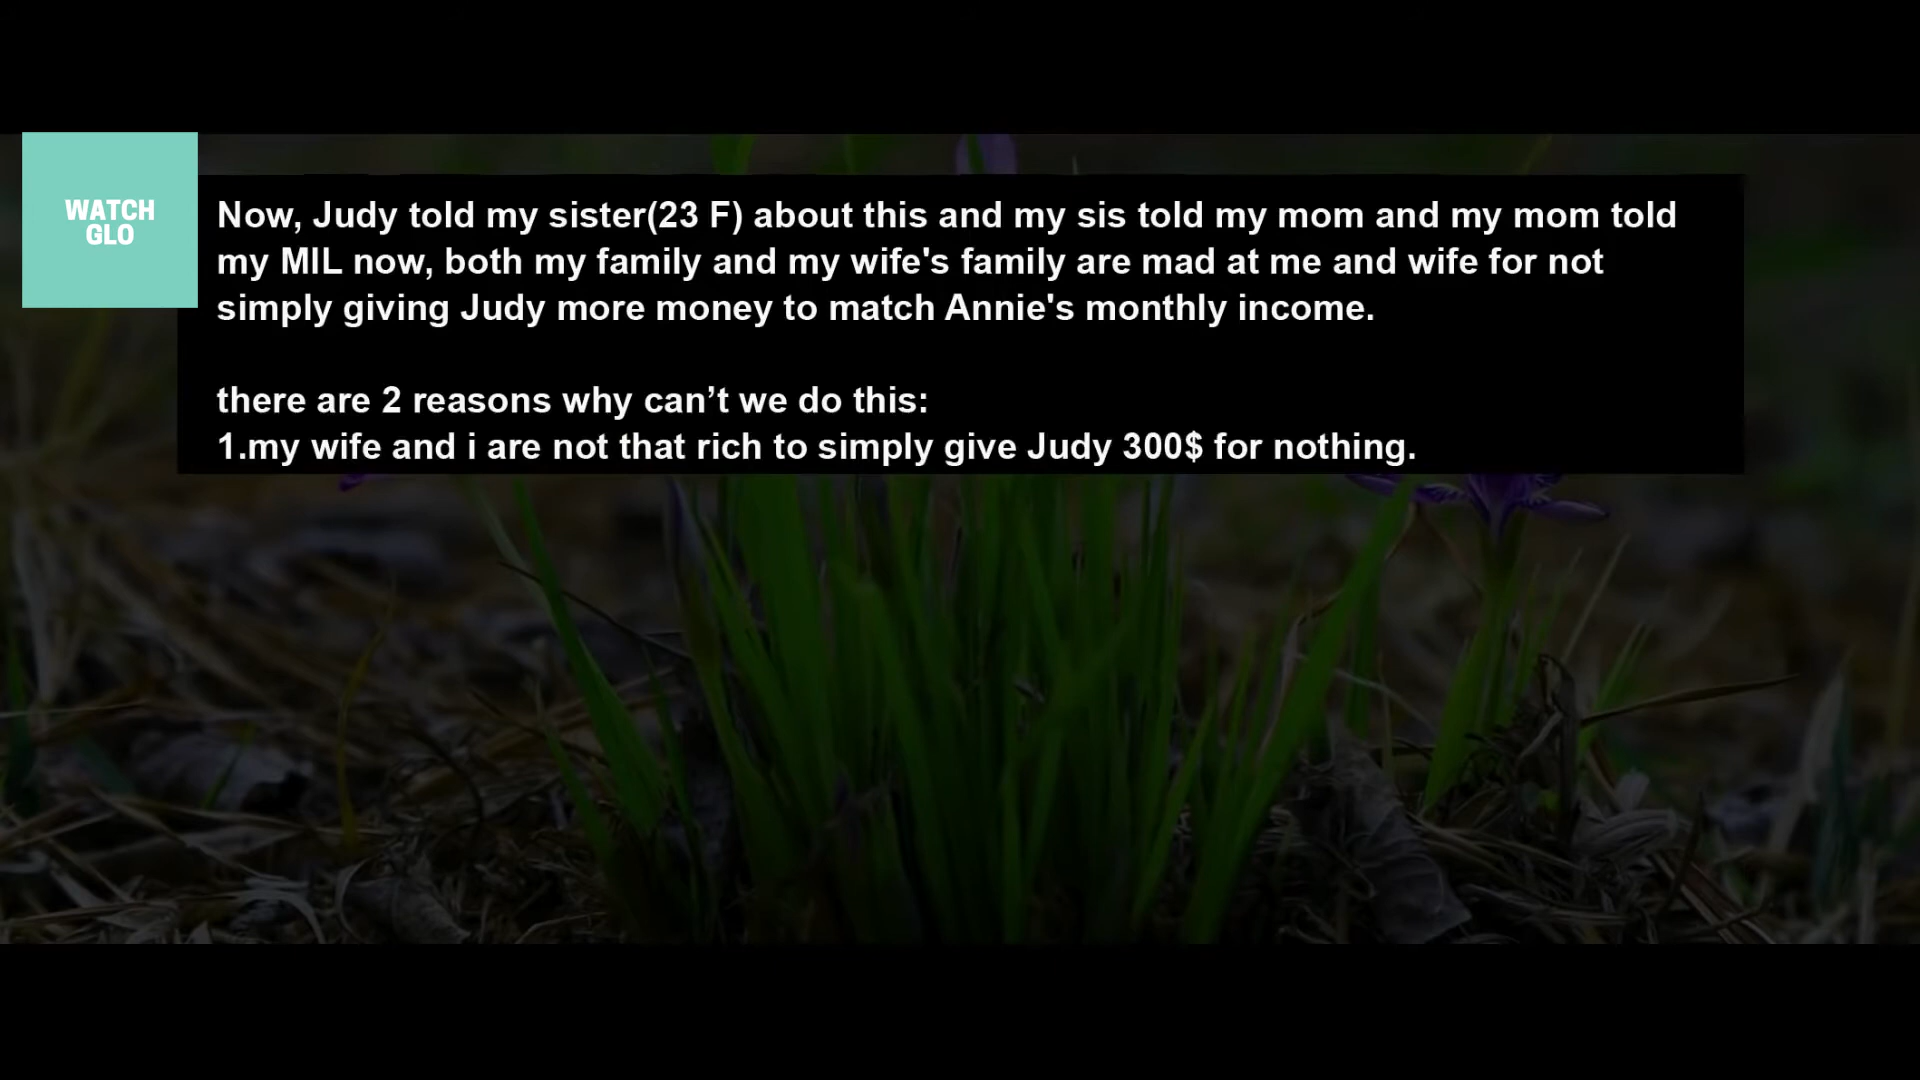 WATCH
GLO
Now, Judy told my sister(23 F) about this and my sis told my mom and my mom told
my MIL now, both my family and my wife's family are mad at me and wife for not
simply giving Judy more money to match Annie's monthly income.
there are 2 reasons why can’t we do this:
1.my wife and i are not that rich to simply give Judy 300$ for nothing.